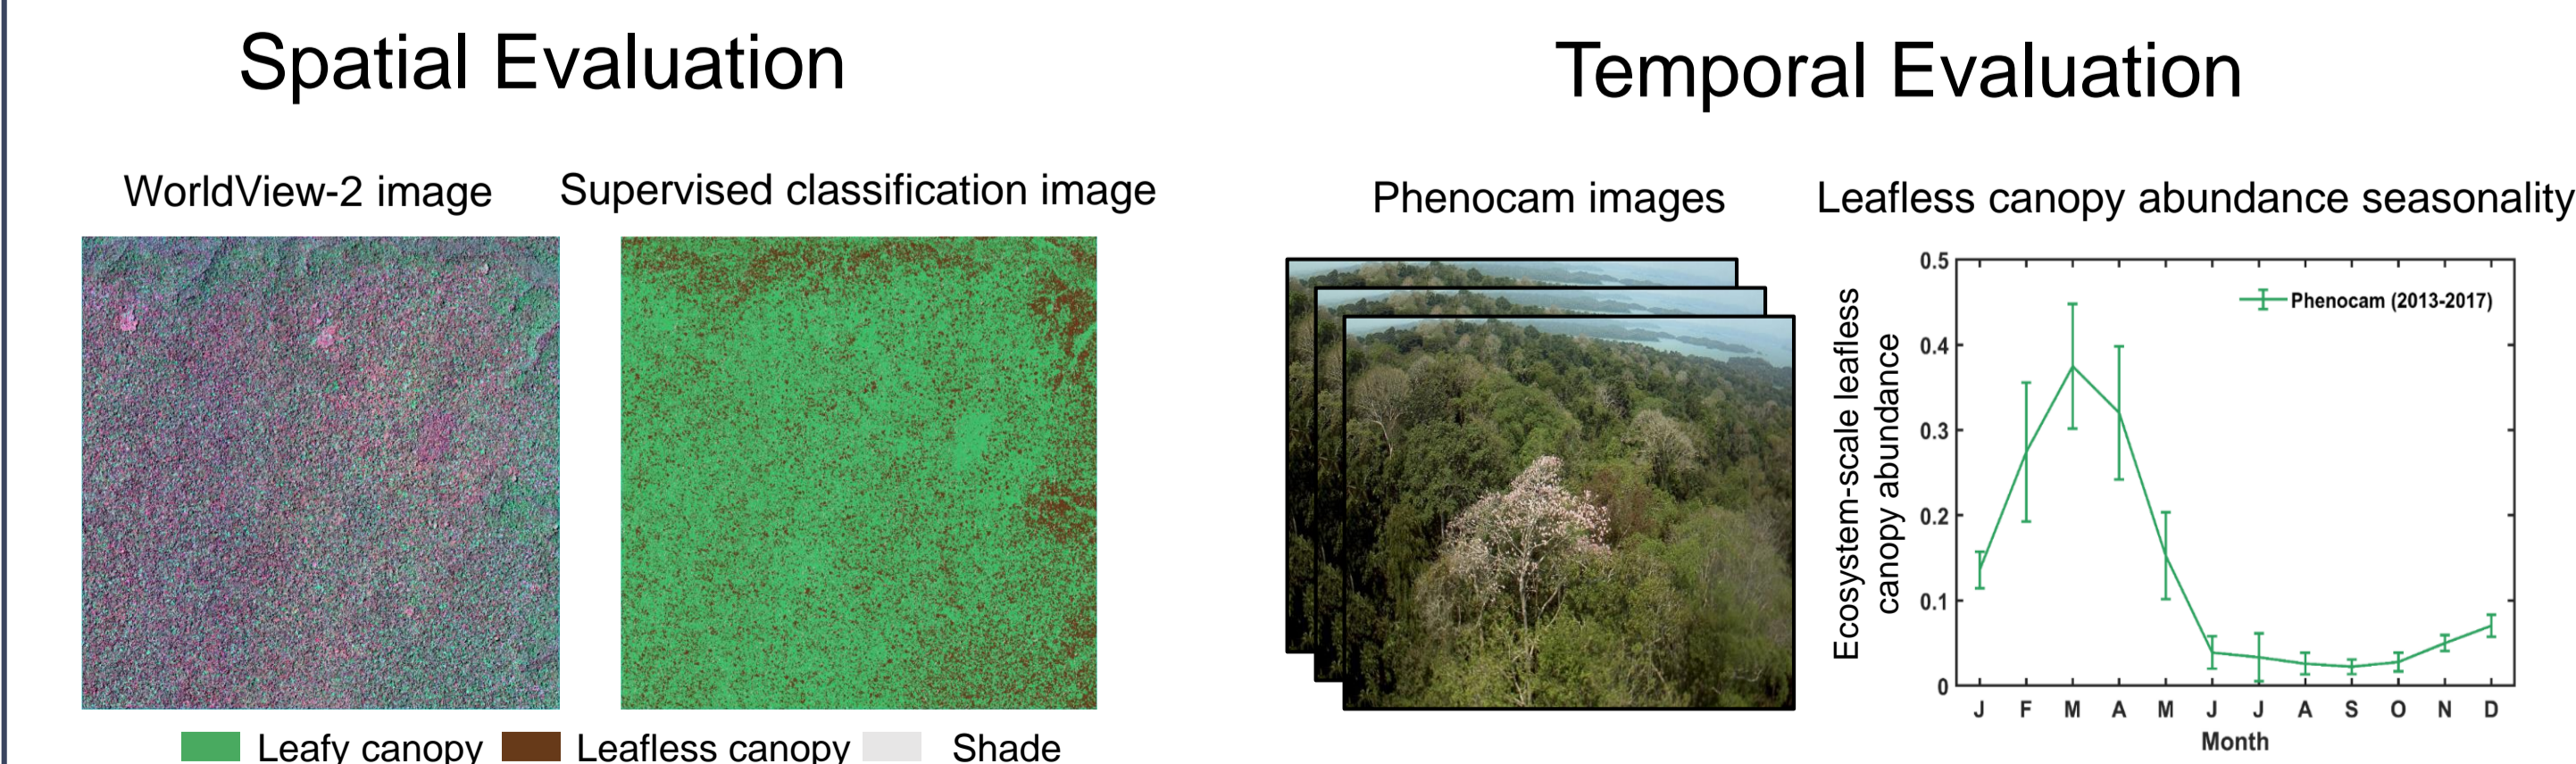 Spatial Evaluation
WorldView-2 image
Supervised classification image
Leafy canopy
Leafless canopy
Shade
Temporal Evaluation
Phenocam images
Leafless canopy abundance seasonality
Ecosystem-scale leafless
canopy abundance
0.5
0.4
0.3
0.2
0.1
0
Phenocam (2013-2017)
J F M A M J J A S O N D
Month